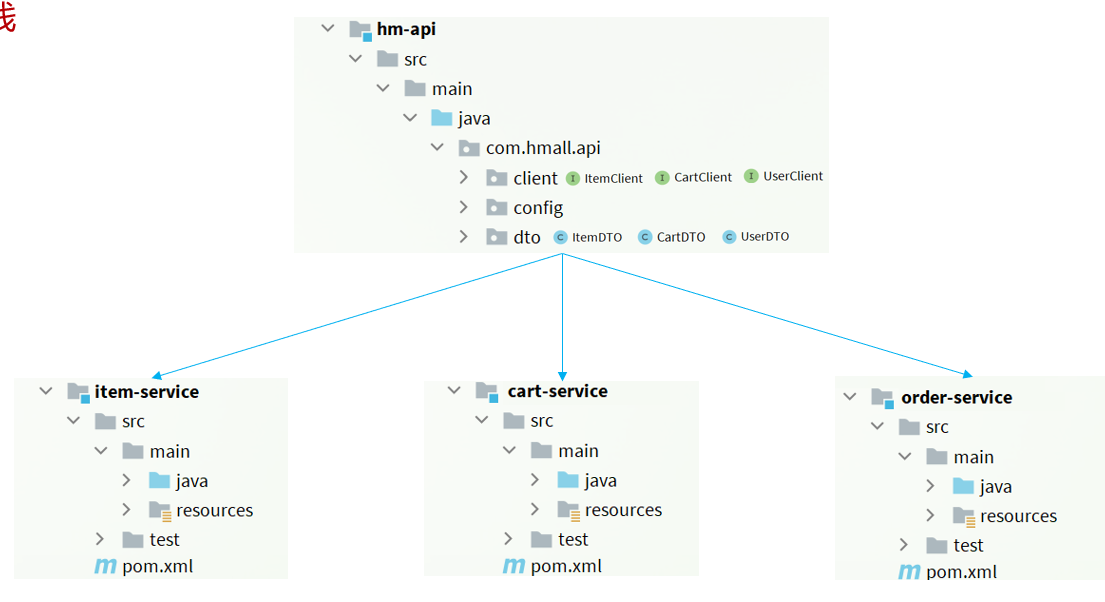 践
hm-api
src
main
java
com.hmall.api
client I ItemClient I CartClient I UserClient
config
dto C ItemDTO C CartDTO C UserDTO
item-service
src
main
java
resources
test
m pom.xml
cart-service
src
main
java
resources
test
m pom.xml
order-service
src
main
java
resources
test
m pom.xml